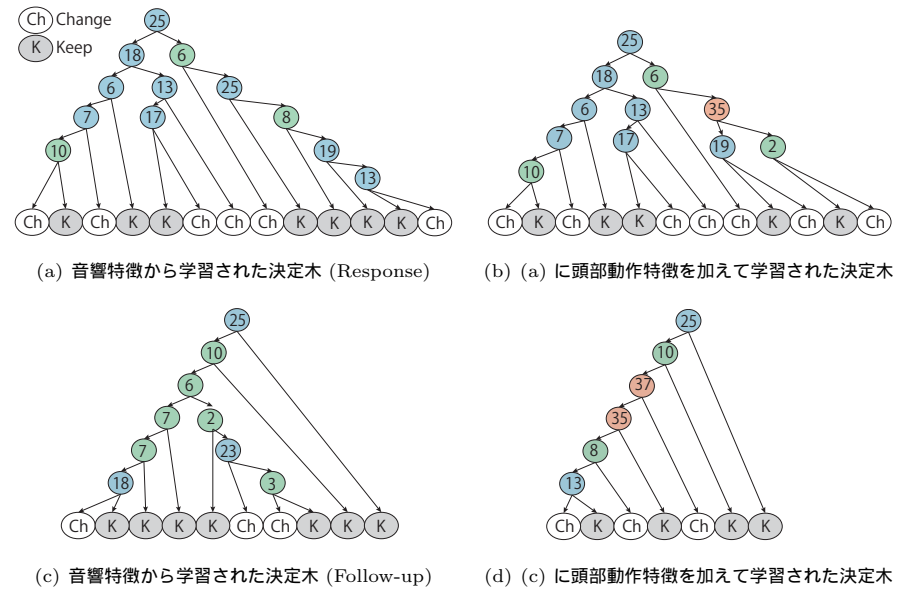 Ch Change
K Keep
25
18 6
6 13 25
7 17 8
10 19
13
Ch K Ch K K Ch Ch Ch K K K K Ch
(a) 音響特徴から学習された決定木 (Response)
25
18 6
6 13 35
7 17 19 2
10
Ch K Ch K K Ch Ch Ch K Ch K Ch
(b) (a) に頭部動作特徴を加えて学習された決定木
25
10
6
7 2
7 23
18 3
Ch K K K K Ch Ch K K K
(c) 音響特徴から学習された決定木 (Follow-up)
25
10
37
35
8
13
Ch K Ch K Ch K K
(d) (c) に頭部動作特徴を加えて学習された決定木